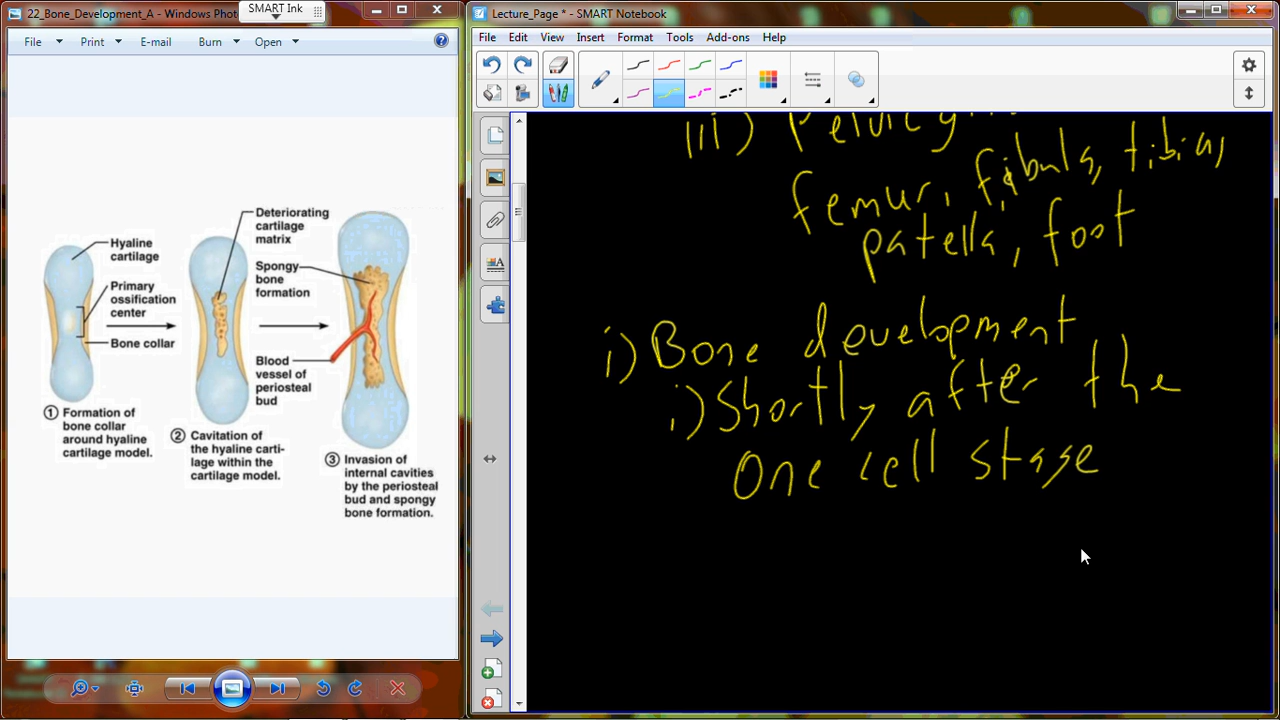 22_Bone_Development_A - Windows Phot
SMART Ink
File Print E-mail Burn Open
Hyaline
cartilage
Primary
ossification
center
Bone collar
1 Formation of
bone collar
around hyaline
cartilage model.
Deteriorating
cartilage
matrix
Spongy
bone
formation
Blood
vessel of
periosteal
bud
2 Cavitation of
the hyaline carti-
lage within the
cartilage model.
3 Invasion of
internal cavities
by the periosteal
bud and spongy
bone formation.
Lecture_Page * - SMART Notebook
File Edit View Insert Format Tools Add-ons Help
iii) Pelvic
femur, fibula, tibia,
patella, foot
i) Bone development
i) Shortly after the
One cell stage